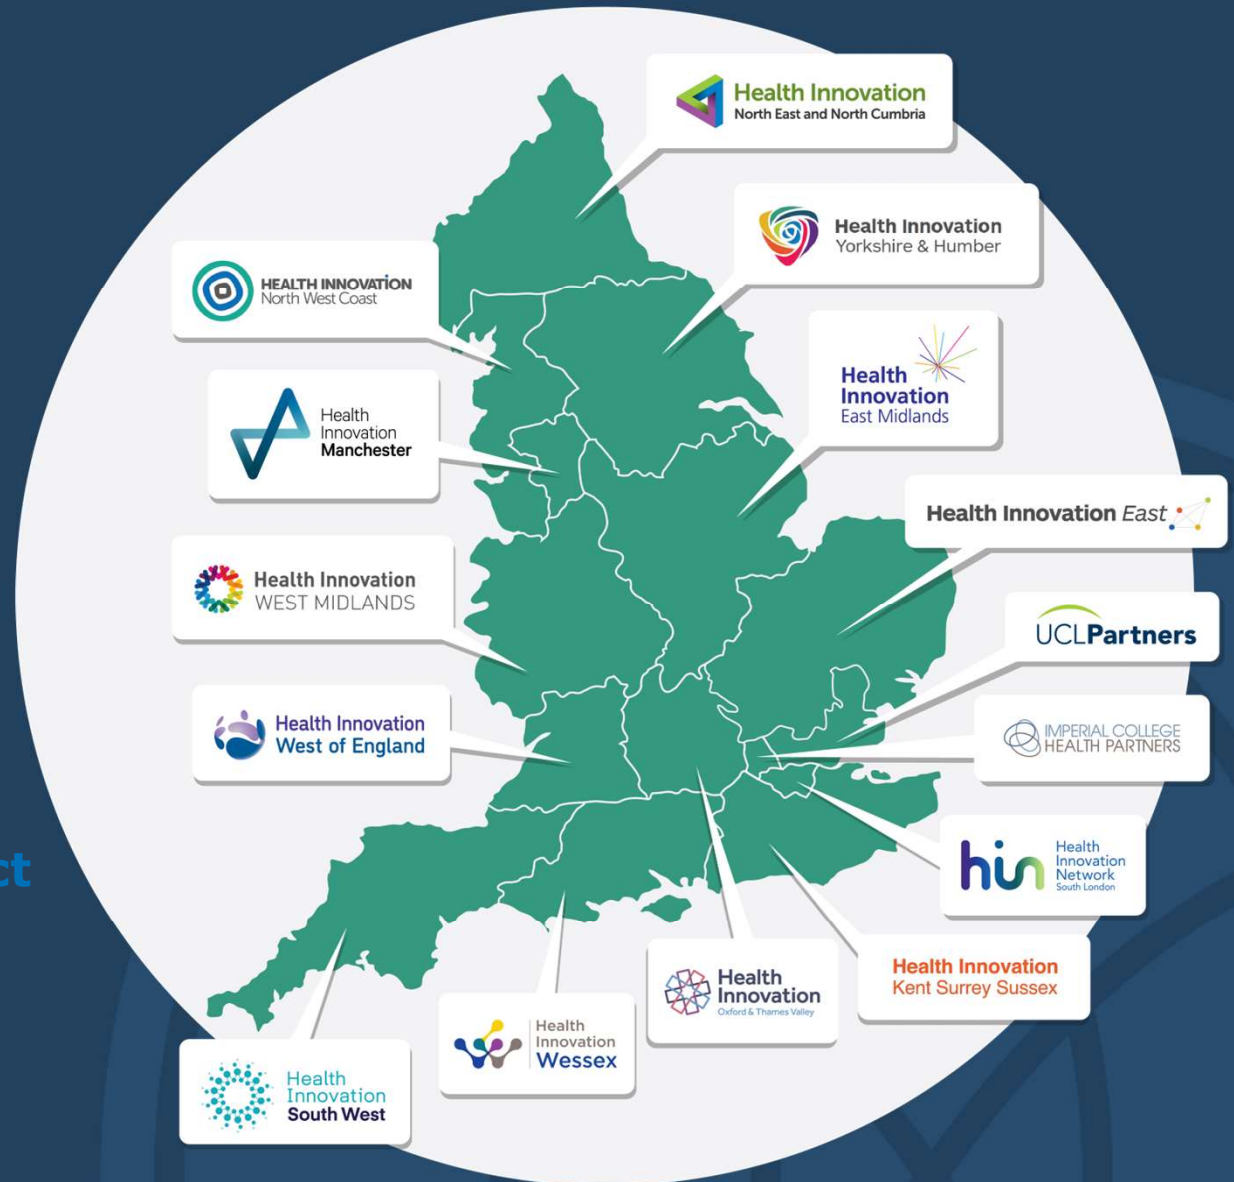 Health Innovation
North East and North Cumbria
Health Innovation
Yorkshire & Humber
HEALTH INNOVATION
North West Coast
Health
Innovation
East Midlands
Health
Innovation
Manchester
Health Innovation East
Health Innovation
WEST MIDLANDS
UCLPartners
Health Innovation
West of England
IMPERIAL COLLEGE
HEALTH PARTNERS
hin
Health
Innovation
Network
South London
ct
Health Innovation
Kent Surrey Sussex
Health
Innovation
Oxford & Thames Valley
Health
Innovation
Wessex
Health
Innovation
South West